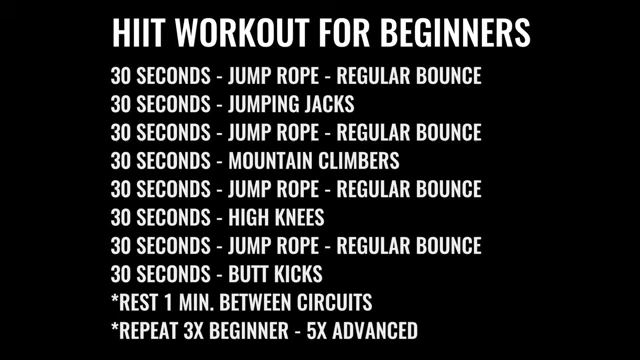 HIIT WORKOUT FOR BEGINNERS
30 SECONDS - JUMP ROPE - REGULAR BOUNCE
30 SECONDS - JUMPING JACKS
30 SECONDS - JUMP ROPE - REGULAR BOUNCE
30 SECONDS - MOUNTAIN CLIMBERS
30 SECONDS - JUMP ROPE - REGULAR BOUNCE
30 SECONDS - HIGH KNEES
30 SECONDS - JUMP ROPE - REGULAR BOUNCE
30 SECONDS - BUTT KICKS
*REST 1 MIN. BETWEEN CIRCUITS
*REPEAT 3X BEGINNER - 5X ADVANCED